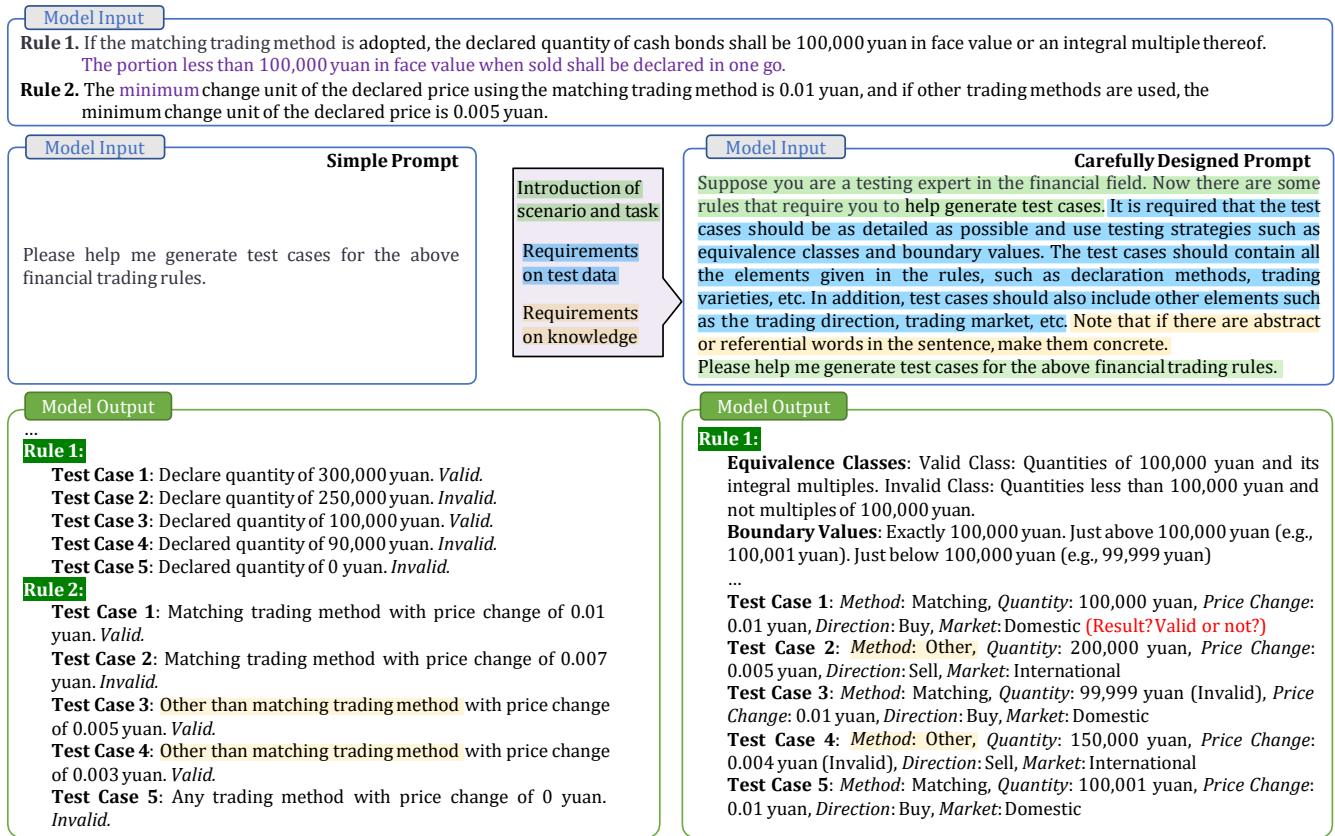 Model Input
Rule 1. If the matching trading method is adopted, the declared quantity of cash bonds shall be 100,000 yuan in face value or an integral multiple thereof.
The portion less than 100,000 yuan in face value when sold shall be declared in one go.
Rule 2. The minimum change unit of the declared price using the matching trading method is 0.01 yuan, and if other trading methods are used, the
minimum change unit of the declared price is 0.005 yuan.
Model Input
Simple Prompt
Please help me generate test cases for the above
financial trading rules.
Introduction of
scenario and task
Requirements
on test data
Requirements
on knowledge
Model Input
Carefully Designed Prompt
Suppose you are a testing expert in the financial field. Now there are some
rules that require you to help generate test cases. It is required that the test
cases should be as detailed as possible and use testing strategies such as
equivalence classes and boundary values. The test cases should contain all
the elements given in the rules, such as declaration methods, trading
varieties, etc. In addition, test cases should also include other elements such
as the trading direction, trading market, etc. Note that if there are abstract
or referential words in the sentence, make them concrete.
Please help me generate test cases for the above financial trading rules.
Model Output
...
Rule 1:
Test Case 1: Declare quantity of 300,000 yuan. Valid.
Test Case 2: Declare quantity of 250,000 yuan. Invalid.
Test Case 3: Declared quantity of 100,000 yuan. Valid.
Test Case 4: Declared quantity of 90,000 yuan. Invalid.
Test Case 5: Declared quantity of 0 yuan. Invalid.
Rule 2:
Test Case 1: Matching trading method with price change of 0.01
yuan. Valid.
Test Case 2: Matching trading method with price change of 0.007
yuan. Invalid.
Test Case 3: Other than matching trading method with price change
of 0.005 yuan. Valid.
Test Case 4: Other than matching trading method with price change
of 0.003 yuan. Valid.
Test Case 5: Any trading method with price change of 0 yuan.
Invalid.
Model Output
Rule 1:
Equivalence Classes: Valid Class: Quantities of 100,000 yuan and its
integral multiples. Invalid Class: Quantities less than 100,000 yuan and
not multiples of 100,000 yuan.
Boundary Values: Exactly 100,000 yuan. Just above 100,000 yuan (e.g.,
100,001 yuan). Just below 100,000 yuan (e.g., 99,999 yuan)
...
Test Case 1: Method: Matching, Quantity: 100,000 yuan, Price Change:
0.01 yuan, Direction: Buy, Market: Domestic (Result? Valid or not?)
Test Case 2: Method: Other, Quantity: 200,000 yuan, Price Change:
0.005 yuan, Direction: Sell, Market: International
Test Case 3: Method: Matching, Quantity: 99,999 yuan (Invalid), Price
Change: 0.01 yuan, Direction: Buy, Market: Domestic
Test Case 4: Method: Other, Quantity: 150,000 yuan, Price Change:
0.004 yuan (Invalid), Direction: Sell, Market: International
Test Case 5: Method: Matching, Quantity: 100,001 yuan, Price Change:
0.01 yuan, Direction: Buy, Market: Domestic